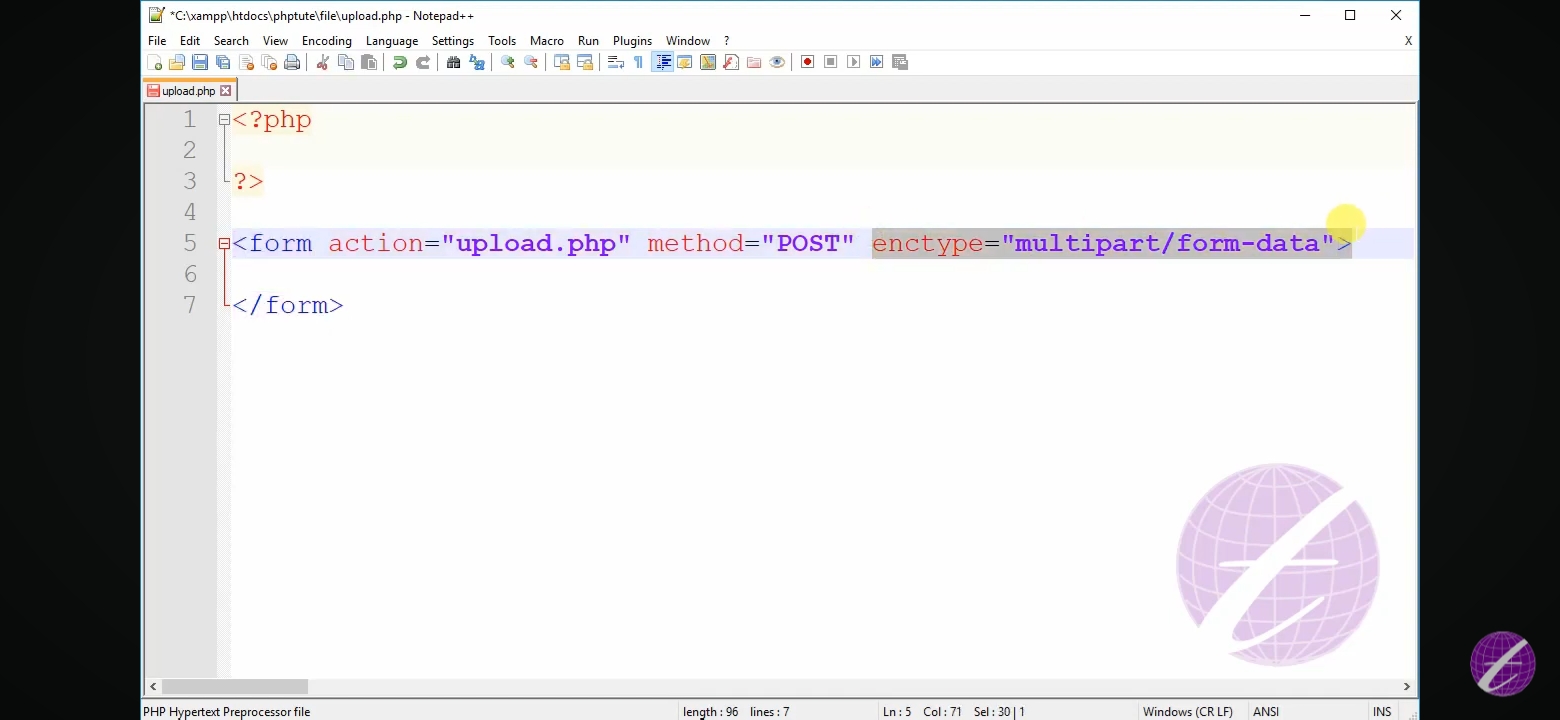 *C:\xampp\htdocs\phptute\file\upload.php - Notepad++
File Edit Search View Encoding Language Settings Tools Macro Run Plugins Window ? X
upload.php
1 <?php
2
3 ?>
4
5 <form action="upload.php" method="POST" enctype="multipart/form-data">
6
7 </form>
PHP Hypertext Preprocessor file length : 96 lines : 7 Ln : 5 Col : 71 Sel : 30 | 1 Windows (CR LF) ANSI INS